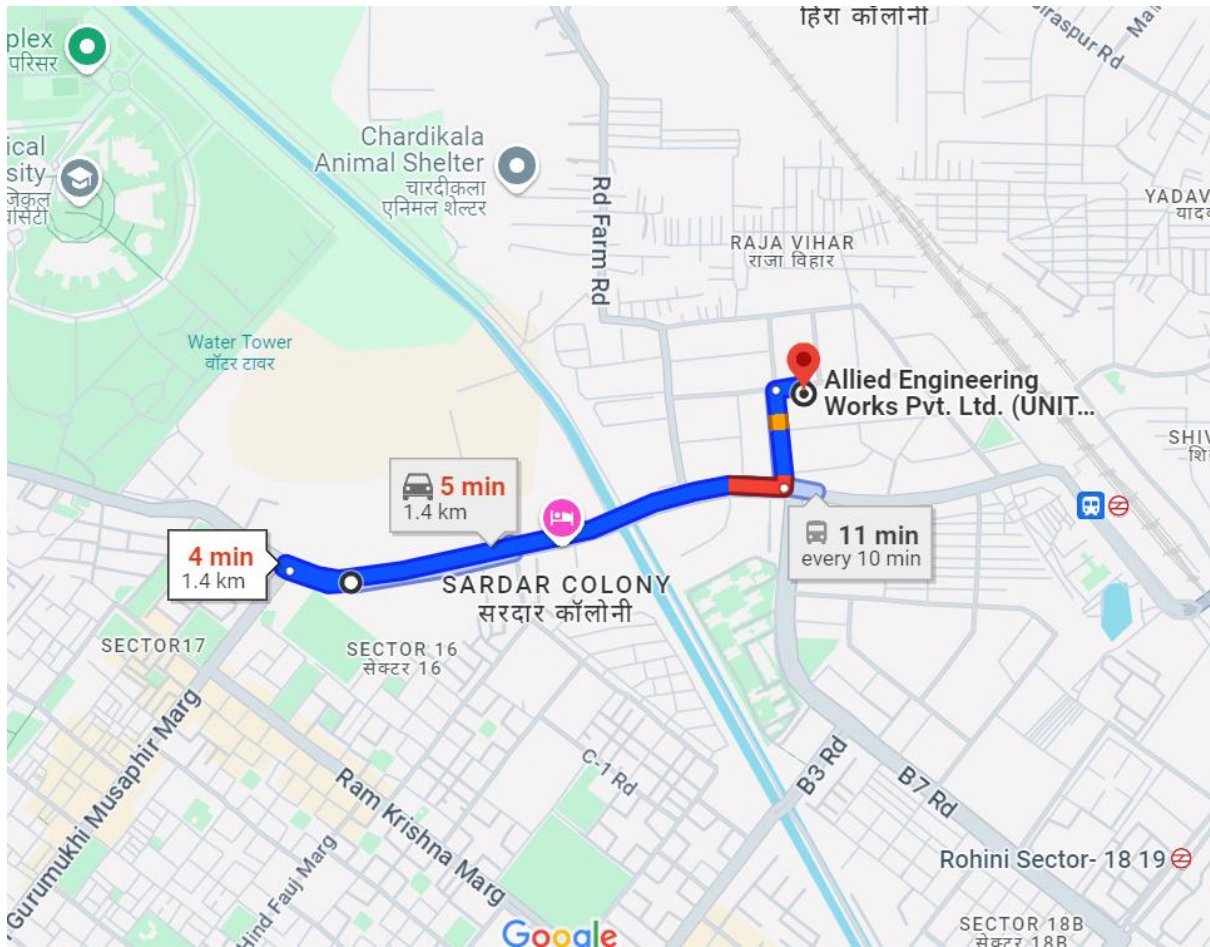 plex
परिसर
हिरा कॉलोनी
iraspur Rd
Mai
ical
sity
Chardikala
Animal Shelter
चारदीकला
एनिमल शेल्टर
Rd Farm Rd
YADAV
यादव
RAJA VIHAR
राजा विहार
Water Tower
वॉटर टावर
Allied Engineering
Works Pvt. Ltd. (UNIT...
SHIV
शि
5 min
1.4 km
11 min
every 10 min
4 min
1.4 km
SARDAR COLONY
सरदार कॉलोनी
SECTOR17
SECTOR 16
सेक्टर 16
Gurumukhi Musaphir Marg
C-1 Rd
B3 Rd
B7 Rd
Ram Krishna Marg
Hind Fauj Marg
Rohini Sector- 18 19
SECTOR 18B
सेक्टर 18B
Google